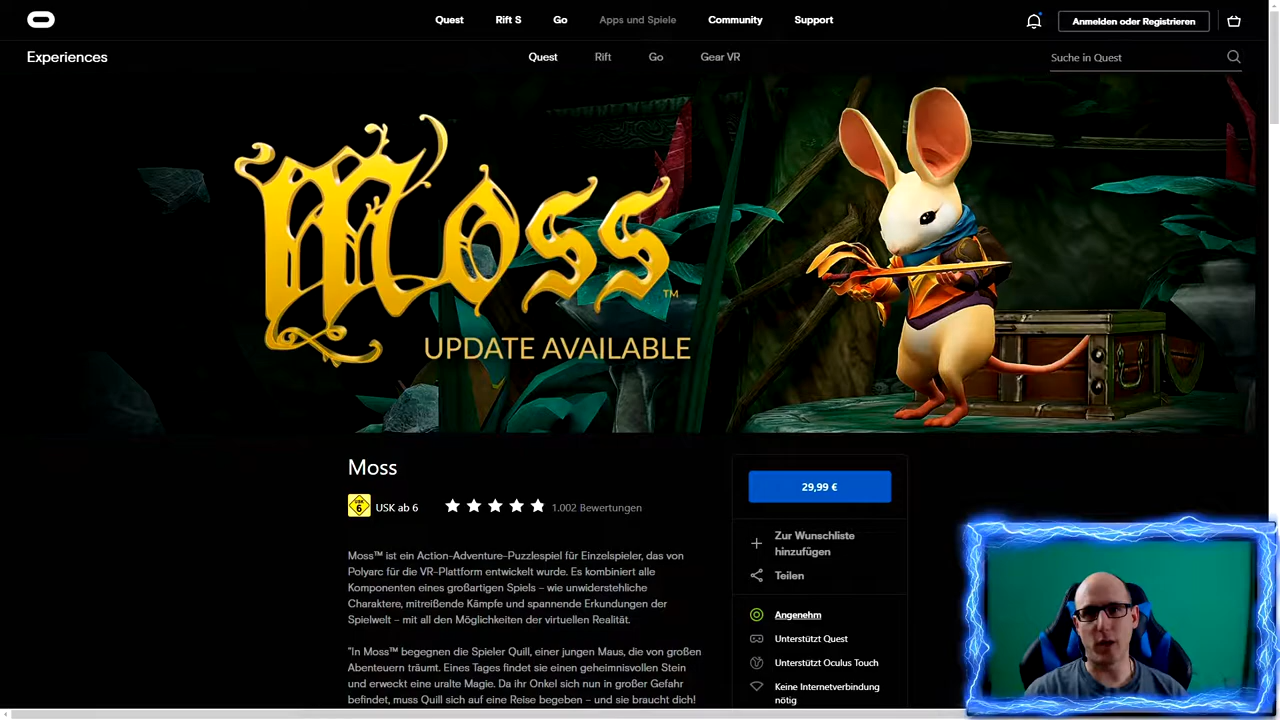 Quest Rift S Go Apps und Spiele Community Support Anmelden oder Registrieren
Experiences Quest Rift Go Gear VR Suche in Quest
Moss™
UPDATE AVAILABLE
Moss
USK 6 USK ab 6 1.002 Bewertungen
Moss™ ist ein Action-Adventure-Puzzlespiel für Einzelspieler, das von
Polyarc für die VR-Plattform entwickelt wurde. Es kombiniert alle
Komponenten eines großartigen Spiels – wie unwiderstehliche
Charaktere, mitreißende Kämpfe und spannende Erkundungen der
Spielwelt – mit all den Möglichkeiten der virtuellen Realität.
"In Moss™ begegnen die Spieler Quill, einer jungen Maus, die von großen
Abenteuern träumt. Eines Tages findet sie einen geheimnisvollen Stein
und erweckt eine uralte Magie. Da ihr Onkel sich nun in großer Gefahr
befindet, muss Quill sich auf eine Reise begeben – und sie braucht dich!
29,99 €
Zur Wunschliste
hinzufügen
Teilen
Angenehm
Unterstützt Quest
Unterstützt Oculus Touch
Keine Internetverbindung
nötig